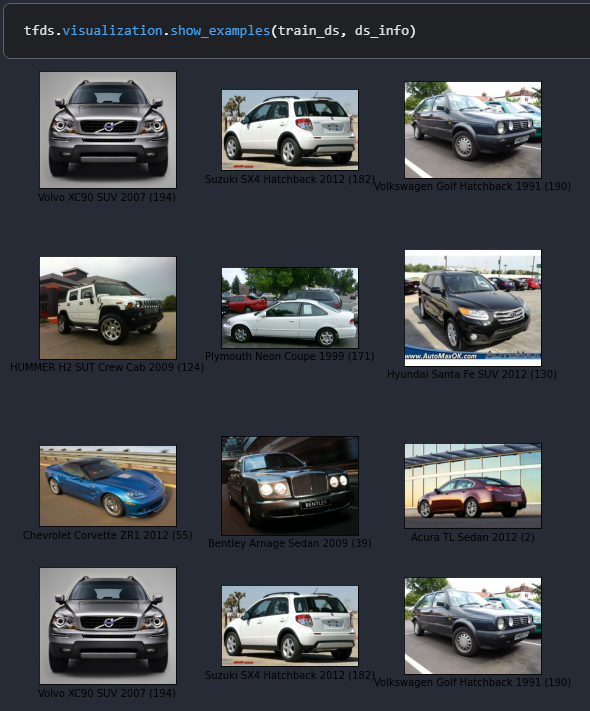 tfds.visualization.show_examples(train_ds, ds_info)
Volvo XC90 SUV 2007 (194)
Suzuki SX4 Hatchback 2012 (182)
Volkswagen Golf Hatchback 1991 (190)
HUMMER H2 SUT Crew Cab 2009 (124)
Plymouth Neon Coupe 1999 (171)
www.AutoMaxOK.com
Hyundai Santa Fe SUV 2012 (130)
BENTLEY
Chevrolet Corvette ZR1 2012 (55)
Bentley Arnage Sedan 2009 (39)
Acura TL Sedan 2012 (2)
Volvo XC90 SUV 2007 (194)
Suzuki SX4 Hatchback 2012 (182)
Volkswagen Golf Hatchback 1991 (190)